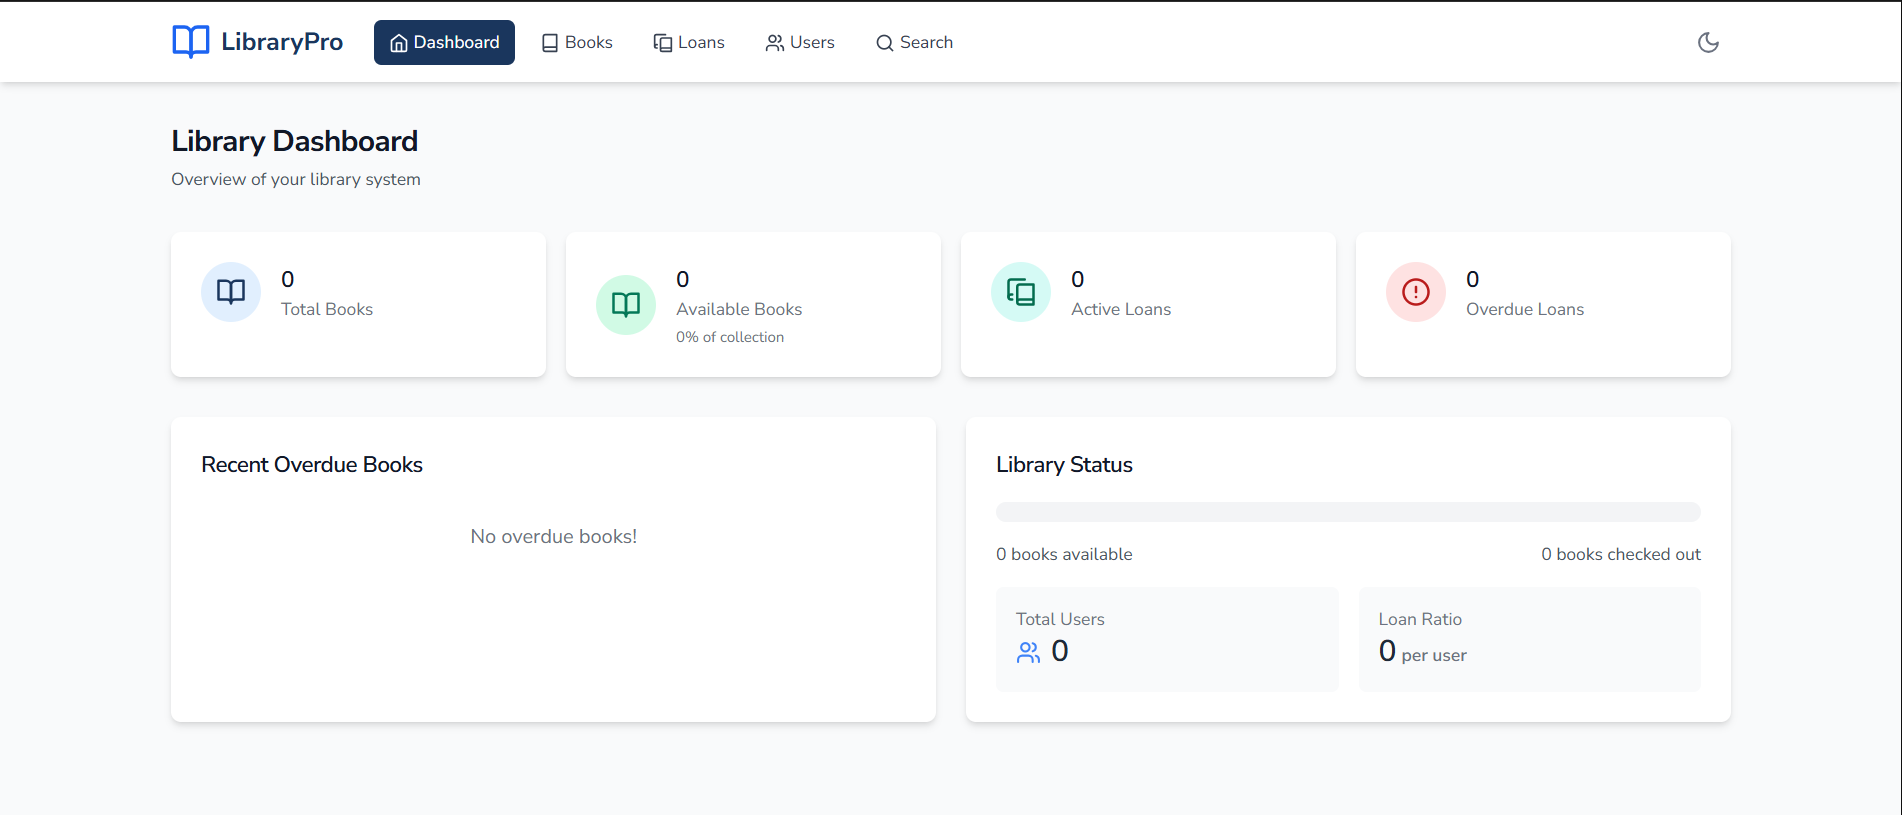 LibraryPro Dashboard Books Loans Users Search
Library Dashboard
Overview of your library system
0
Total Books
0
Available Books
0% of collection
0
Active Loans
0
Overdue Loans
Recent Overdue Books
No overdue books!
Library Status
0 books available
0 books checked out
Total Users
0
Loan Ratio
0 per user